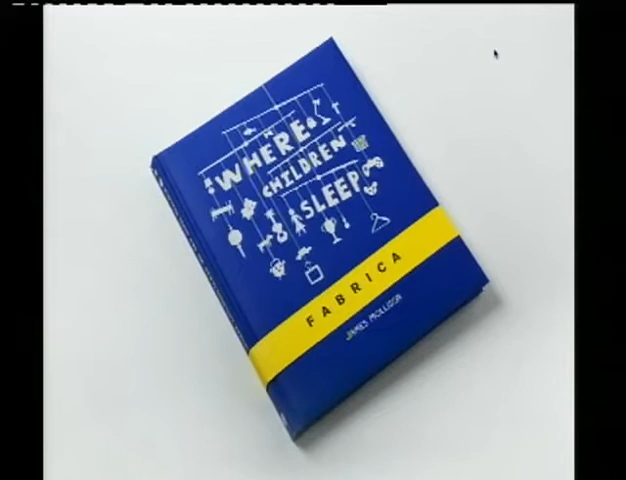 WHERE
CHILDREN
SLEEP
FABRICA
JAMES MOLLISON